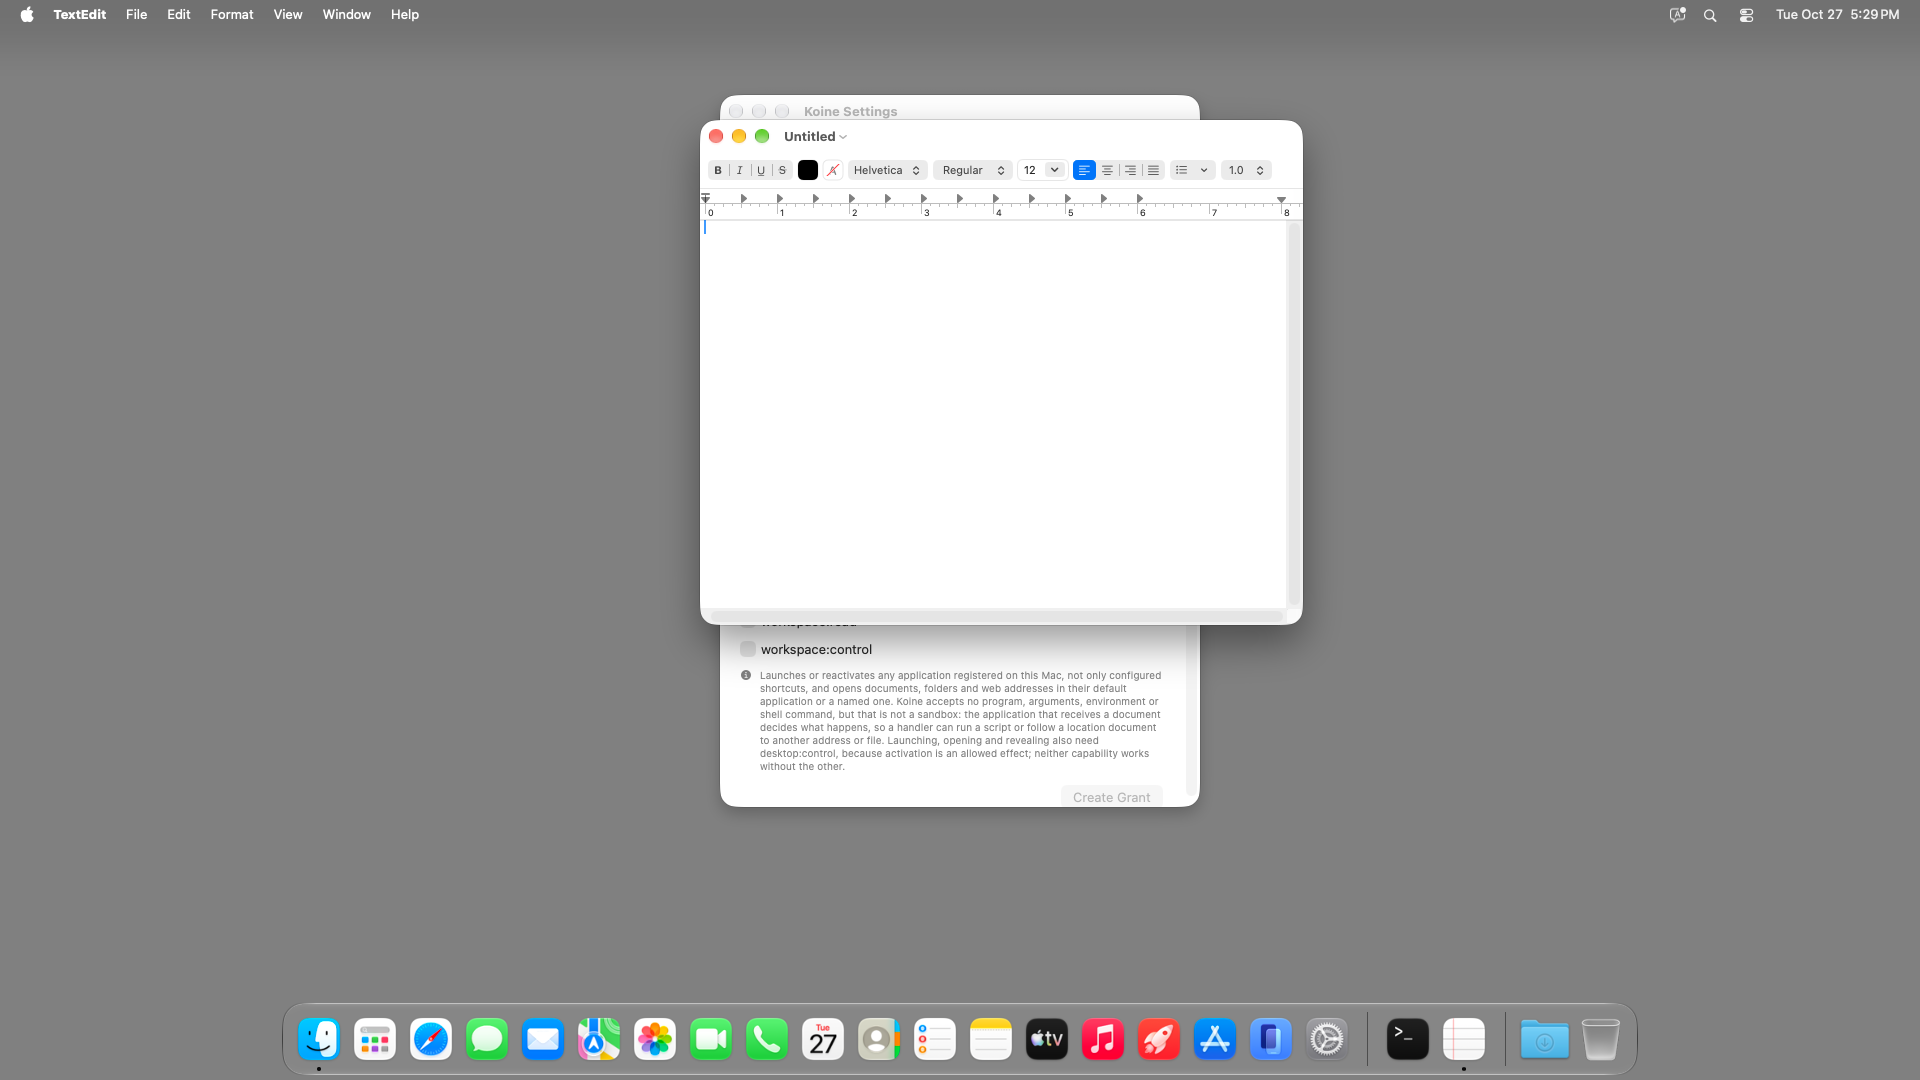 TextEdit File Edit Format View Window Help Tue Oct 27 5:29 PM
Koine Settings
Untitled
B I U S Helvetica Regular 12 1.0
0 1 2 3 4 5 6 7 8
workspace:control
Launches or reactivates any application registered on this Mac, not only configured
shortcuts, and opens documents, folders and web addresses in their default
application or a named one. Koine accepts no program, arguments, environment or
shell command, but that is not a sandbox: the application that receives a document
decides what happens, so a handler can run a script or follow a location document
to another address or file. Launching, opening and revealing also need
desktop:control, because activation is an allowed effect; neither capability works
without the other.
Create Grant
Tue
27
tv
>_